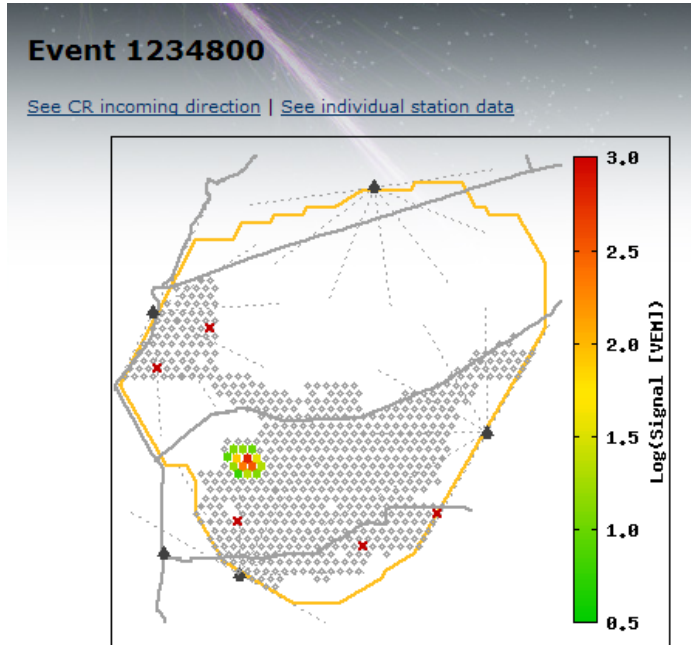 Event 1234800
See CR incoming direction | See individual station data
3.0
2.5
2.0
1.5
1.0
0.5
Log(Signal [VEM])